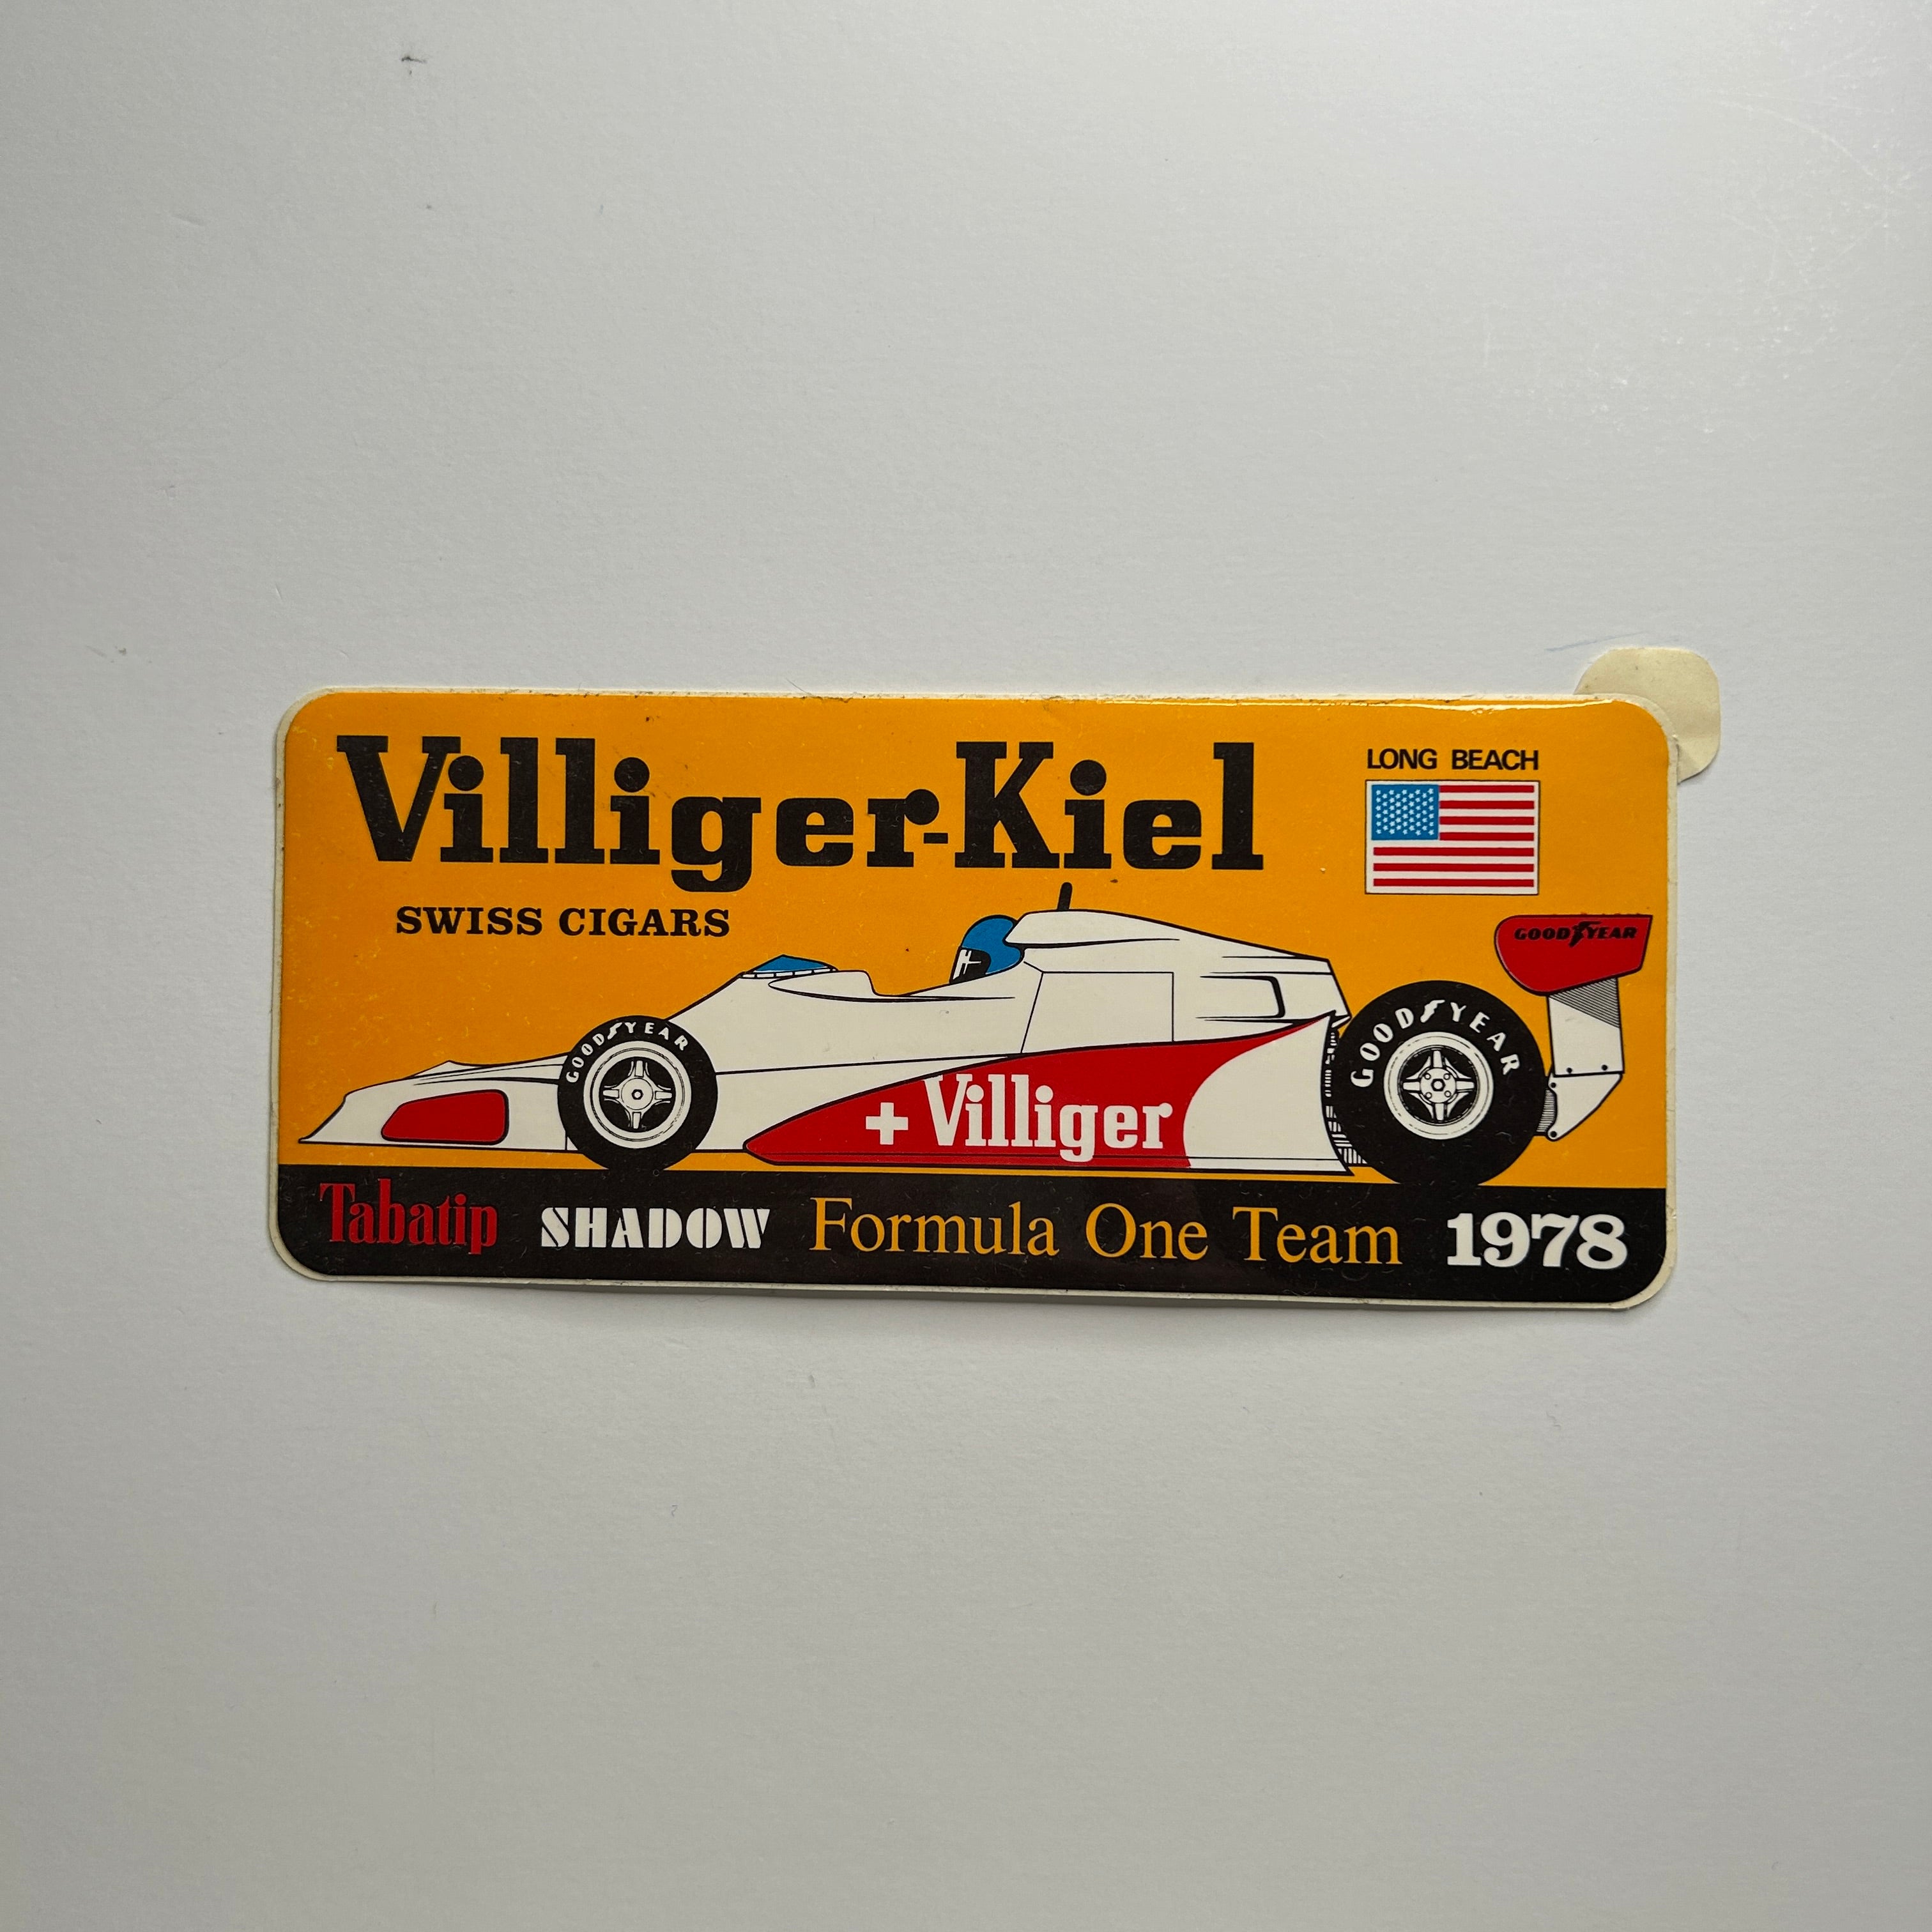 Villiger-Kiel
LONG BEACH
SWISS CIGARS
GOODYEAR
GOODYEAR
GOODYEAR
+ Villiger
Tabatip SHADOW Formula One Team 1978